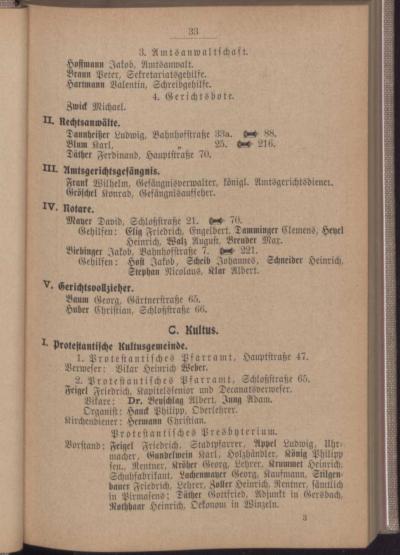 33
3. Amtsanwaltschaft.
Hoffmann Jakob, Amtsanwalt.
Braun Peter, Sekretariatsgehilfe.
Hartmann Valentin, Schreibgehilfe.
4. Gerichtsbote.
Zwick Michael.
II. Rechtsanwälte.
Dannheißer Ludwig, Bahnhofstraße 33a. 88.
Blum Karl, „ 25. 216.
Däther Ferdinand, Hauptstraße 70.
III. Amtsgerichtsgefängnis.
Frank Wilhelm, Gefängnisverwalter, königl. Amtsgerichtsdiener.
Gröschel Konrad, Gefängnisaufseher.
IV. Notare.
Mayer David, Schloßstraße 21. 70.
Gehilfen: Elig Friedrich, Engelbert, Damminger Clemens, Heyel
Heinrich, Walz August, Brender Max.
Biebinger Jakob, Bahnhofstraße 7. 221.
Gehilfen: Host Jakob, Scheib Johannes, Schneider Heinrich,
Stephan Nicolaus, Klar Albert.
V. Gerichtsvollzieher.
Baum Georg, Gärtnerstraße 65.
Huber Christian, Schloßstraße 66.
C. Kultus.
I. Protestantische Kultusgemeinde.
1. Protestantisches Pfarramt, Hauptstraße 47.
Verweser: Vikar Heinrich Weber.
2. Protestantisches Pfarramt, Schloßstraße 65.
Feigel Friedrich, Kapitelsenior und Decanatsverweser.
Vikare: Dr. Beyschlag Albert, Jung Adam.
Organist: Hauck Philipp, Oberlehrer.
Kirchendiener: Hermann Christian.
Protestantisches Presbyterium.
Vorstand: Feigel Friedrich, Stadtpfarrer, Appel Ludwig, Uhr-
macher, Gundelwein Karl, Holzhändler, König Philipp
sen., Rentner, Kröher Georg, Lehrer, Krummet Heinrich,
Schuhfabrikant, Lachenmayer Georg, Kaufmann, Stilgen-
bauer Friedrich, Lehrer, Zoller Heinrich, Rentner, sämtlich
in Pirmasens; Däther Gottfried, Adjunkt in Gersbach,
Rothhaar Heinrich, Oekonom in Winzeln.
3